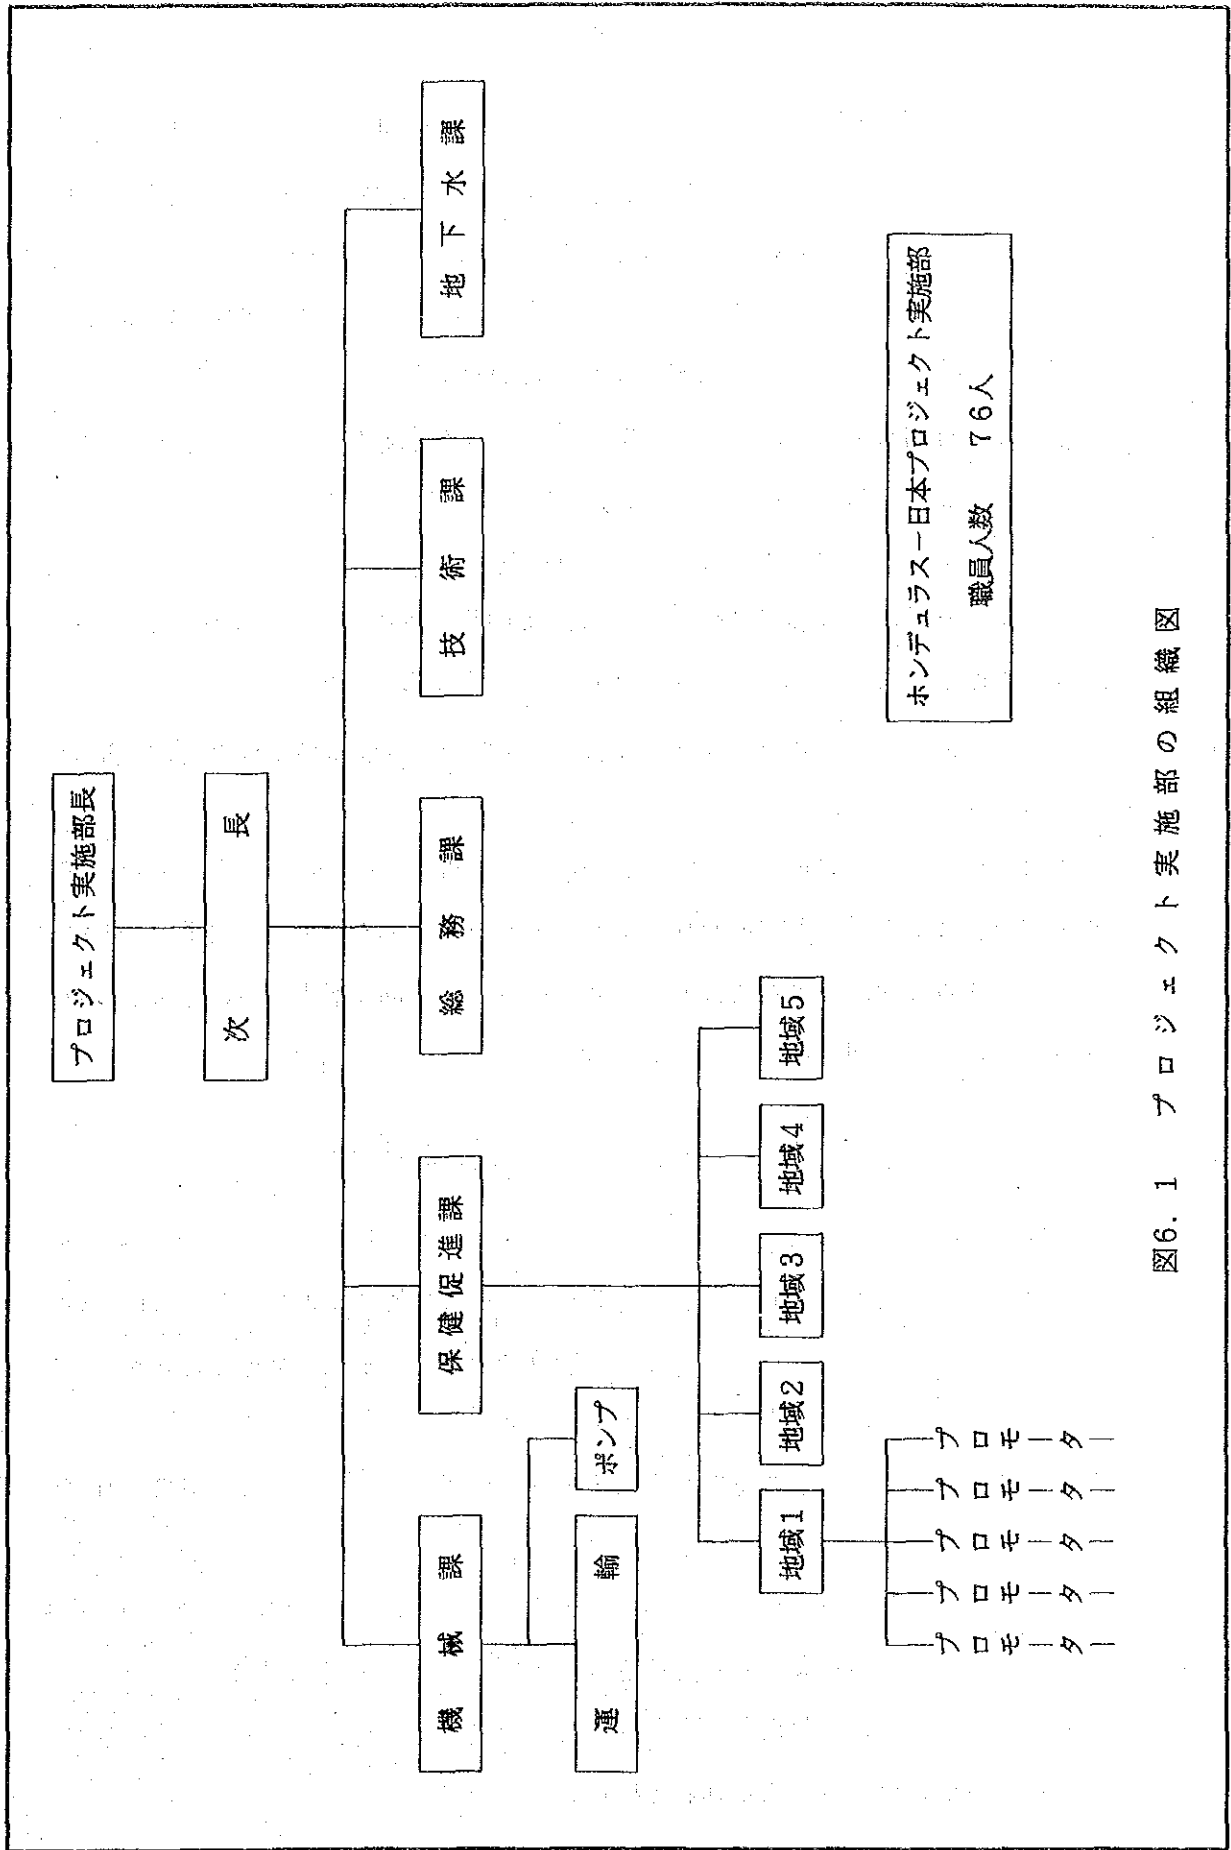 プロジェクト実施部長
次長
機械課
保健促進課
総務課
技術課
地下水課
運輸
ポンプ
地域1
地域2
地域3
地域4
地域5
プロモーター
プロモーター
プロモーター
プロモーター
プロモーター
ホンデュラスー日本プロジェクト実施部
職員人数 76人
図6.1 プロジェクト実施部の組織図